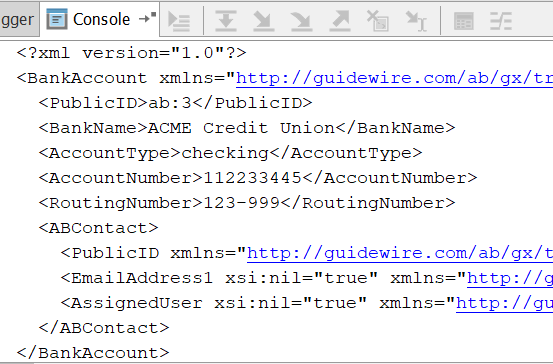 gger Console
<?xml version="1.0"?>
<BankAccount xmlns="http://guidewire.com/ab/gx/tr
<PublicID>ab:3</PublicID>
<BankName>ACME Credit Union</BankName>
<AccountType>checking</AccountType>
<AccountNumber>112233445</AccountNumber>
<RoutingNumber>123-999</RoutingNumber>
<ABContact>
<PublicID xmlns="http://guidewire.com/ab/gx/t
<EmailAddress1 xsi:nil="true" xmlns="http://g
<AssignedUser xsi:nil="true" xmlns="http://gu
</ABContact>
</BankAccount>